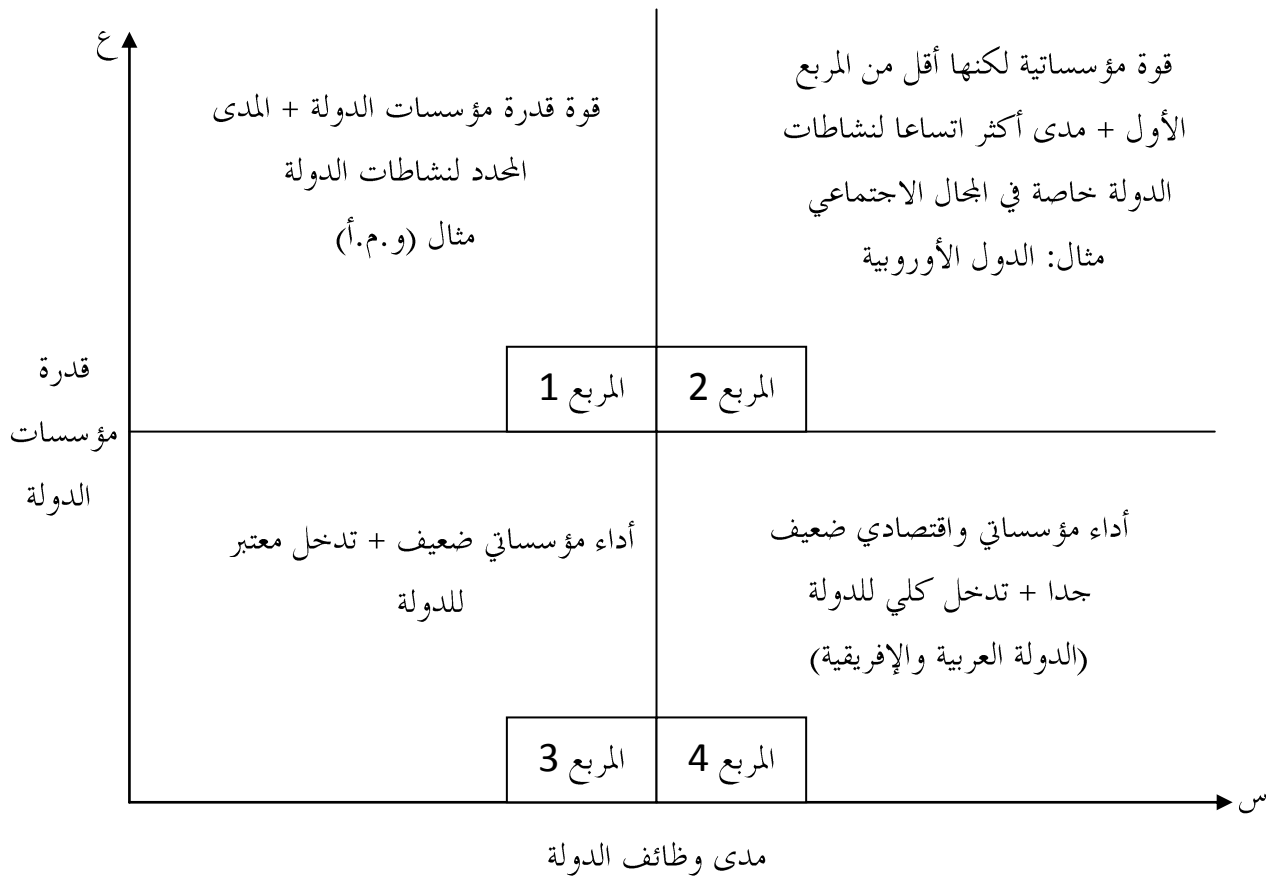 ع
قوة مؤسساتية لكنها أقل من المربع
الأول + مدى أكثر اتساعا لنشاطات
الدولة خاصة في المجال الاجتماعي
مثال: الدول الأوروبية
قوة قدرة مؤسسات الدولة + المدى
المحدد لنشاطات الدولة
مثال (و.م.أ)
المربع 2
المربع 1
قدرة
مؤسسات
الدولة
أداء مؤسساتي واقتصادي ضعيف
جدا + تدخل كلي للدولة
(الدولة العربية والإفريقية)
أداء مؤسساتي ضعيف + تدخل معتبر
للدولة
المربع 4
المربع 3
س
مدى وظائف الدولة